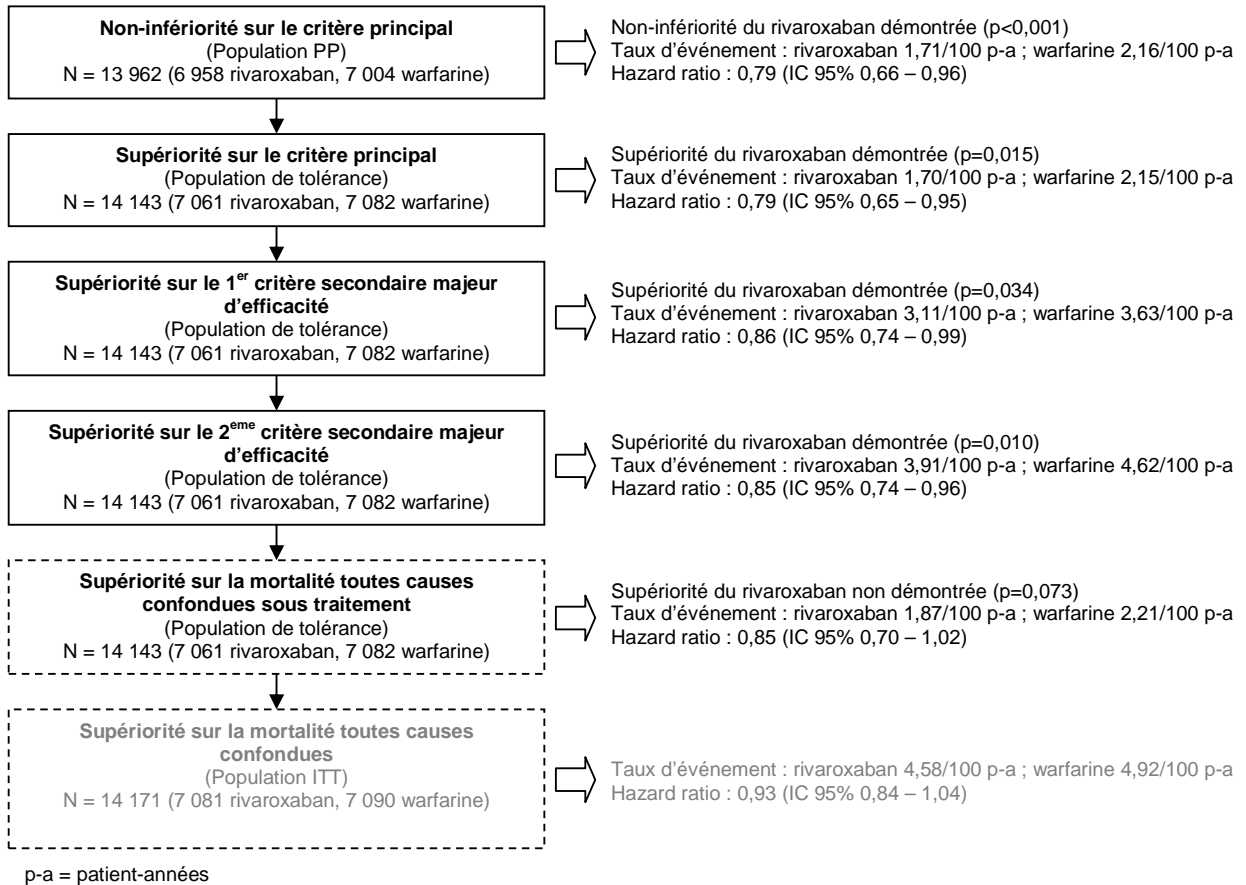 Non-infériorité sur le critère principal
(Population PP)
N = 13 962 (6 958 rivaroxaban, 7 004 warfarine)
Non-infériorité du rivaroxaban démontrée (p<0,001)
Taux d'événement : rivaroxaban 1,71/100 p-a ; warfarine 2,16/100 p-a
Hazard ratio : 0,79 (IC 95% 0,66 – 0,96)
Supériorité sur le critère principal
(Population de tolérance)
N = 14 143 (7 061 rivaroxaban, 7 082 warfarine)
Supériorité du rivaroxaban démontrée (p=0,015)
Taux d'événement : rivaroxaban 1,70/100 p-a ; warfarine 2,15/100 p-a
Hazard ratio : 0,79 (IC 95% 0,65 – 0,95)
Supériorité sur le 1er critère secondaire majeur
d'efficacité
(Population de tolérance)
N = 14 143 (7 061 rivaroxaban, 7 082 warfarine)
Supériorité du rivaroxaban démontrée (p=0,034)
Taux d'événement : rivaroxaban 3,11/100 p-a ; warfarine 3,63/100 p-a
Hazard ratio : 0,86 (IC 95% 0,74 – 0,99)
Supériorité sur le 2eme critère secondaire majeur
d'efficacité
(Population de tolérance)
N = 14 143 (7 061 rivaroxaban, 7 082 warfarine)
Supériorité du rivaroxaban démontrée (p=0,010)
Taux d'événement : rivaroxaban 3,91/100 p-a ; warfarine 4,62/100 p-a
Hazard ratio : 0,85 (IC 95% 0,74 – 0,96)
Supériorité sur la mortalité toutes causes
confondues sous traitement
(Population de tolérance)
N = 14 143 (7 061 rivaroxaban, 7 082 warfarine)
Supériorité du rivaroxaban non démontrée (p=0,073)
Taux d'événement : rivaroxaban 1,87/100 p-a ; warfarine 2,21/100 p-a
Hazard ratio : 0,85 (IC 95% 0,70 – 1,02)
Supériorité sur la mortalité toutes causes
confondues
(Population ITT)
N = 14 171 (7 081 rivaroxaban, 7 090 warfarine)
Taux d'événement : rivaroxaban 4,58/100 p-a ; warfarine 4,92/100 p-a
Hazard ratio : 0,93 (IC 95% 0,84 – 1,04)
p-a = patient-années